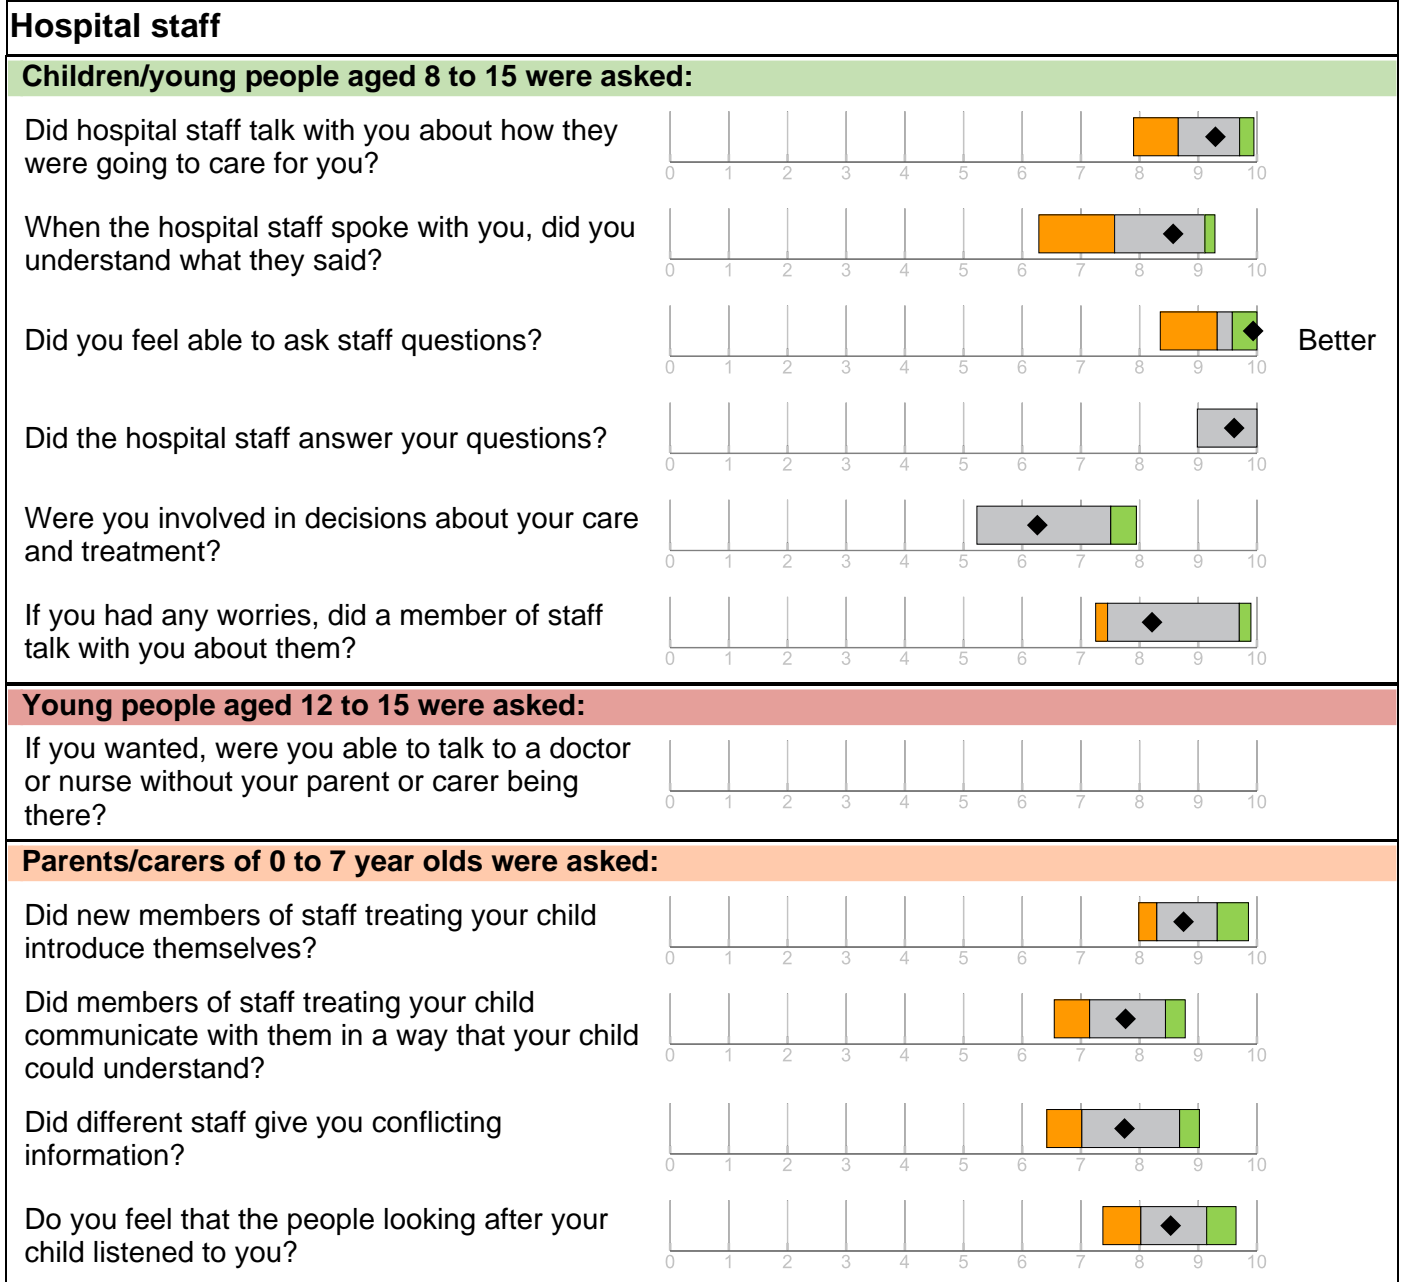 Hospital staff
Children/young people aged 8 to 15 were asked:
Did hospital staff talk with you about how they
were going to care for you?
0 1 2 3 4 5 6 7 8 9 10
When the hospital staff spoke with you, did you
understand what they said?
0 1 2 3 4 5 6 7 8 9 10
Did you feel able to ask staff questions?
Better
0 1 2 3 4 5 6 7 8 9 10
Did the hospital staff answer your questions?
0 1 2 3 4 5 6 7 8 9 10
Were you involved in decisions about your care
and treatment?
0 1 2 3 4 5 6 7 8 9 10
If you had any worries, did a member of staff
talk with you about them?
0 1 2 3 4 5 6 7 8 9 10
Young people aged 12 to 15 were asked:
If you wanted, were you able to talk to a doctor
or nurse without your parent or carer being
there?
0 1 2 3 4 5 6 7 8 9 10
Parents/carers of 0 to 7 year olds were asked:
Did new members of staff treating your child
introduce themselves?
0 1 2 3 4 5 6 7 8 9 10
Did members of staff treating your child
communicate with them in a way that your child
could understand?
0 1 2 3 4 5 6 7 8 9 10
Did different staff give you conflicting
information?
0 1 2 3 4 5 6 7 8 9 10
Do you feel that the people looking after your
child listened to you?
0 1 2 3 4 5 6 7 8 9 10